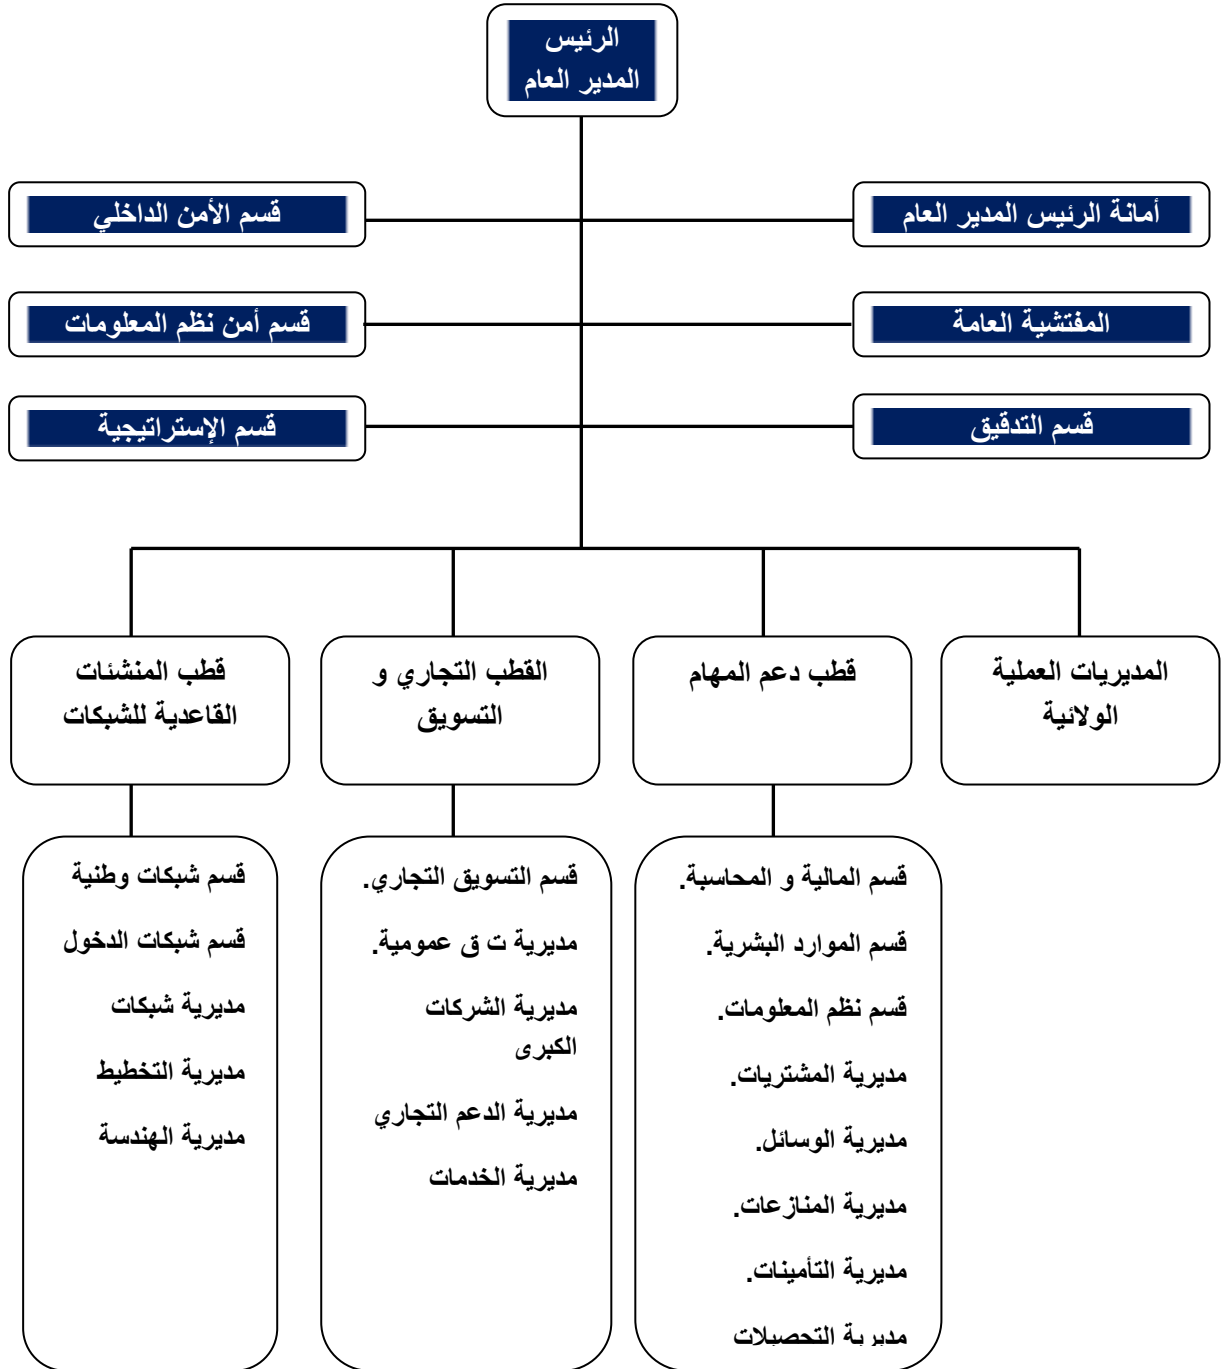 الرئيس
المدير العام
أمانة الرئيس المدير العام
قسم الأمن الداخلي
المفتشية العامة
قسم أمن نظم المعلومات
قسم التدقيق
قسم الإستراتيجية
المديريات العملية
الولائية
قطب دعم المهام
القطب التجاري و
التسويق
قطب المنشئات
القاعدية للشبكات
قسم المالية و المحاسبة.
قسم الموارد البشرية.
قسم نظم المعلومات.
مديرية المشتريات.
مديرية الوسائل.
مديرية المنازعات.
مديرية التأمينات.
مديرية التحصيلات
قسم التسويق التجاري.
مديرية ت ق عمومية.
مديرية الشركات
الكبرى
مديرية الدعم التجاري
مديرية الخدمات
قسم شبكات وطنية
قسم شبكات الدخول
مديرية شبكات
مديرية التخطيط
مديرية الهندسة